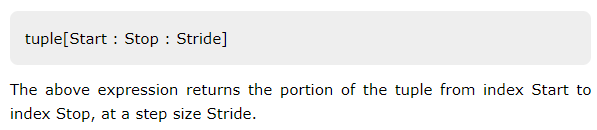 tuple[Start : Stop : Stride]
The above expression returns the portion of the tuple from index Start to
index Stop, at a step size Stride.